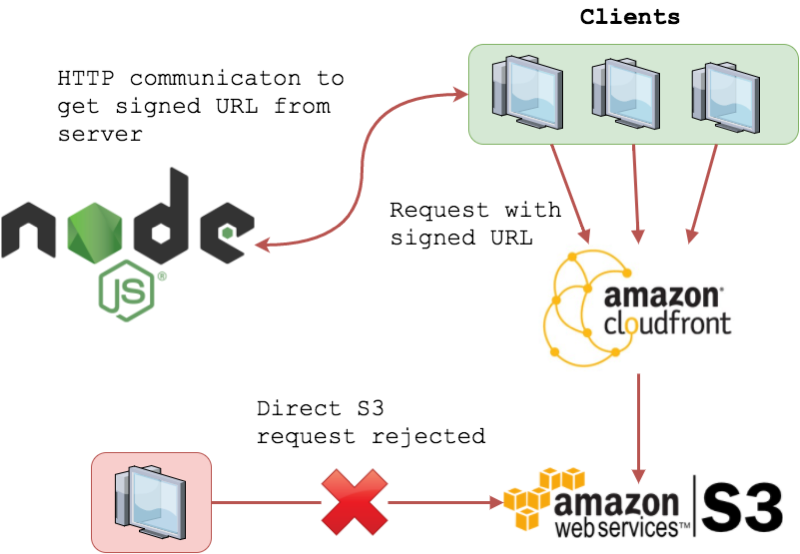 Clients
HTTP communicaton to
get signed URL from
server
node
JS®
Request with
signed URL
amazon
cloudfront
Direct S3
request rejected
amazon
web services™
S3